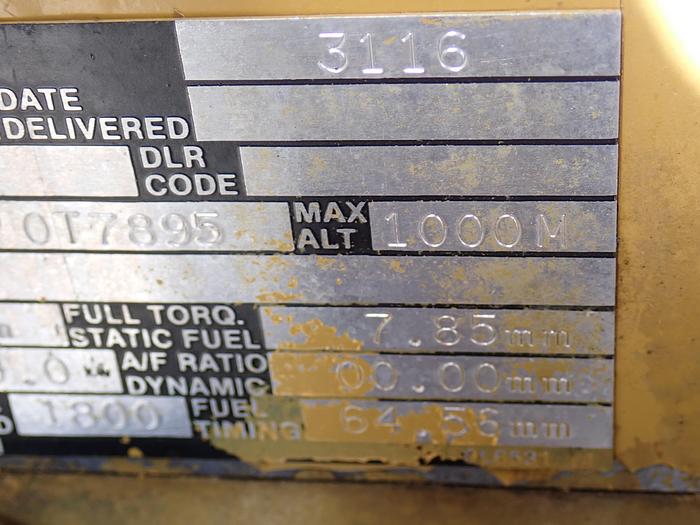 3116
DATE
DELIVERED
DLR
CODE
0T7895 MAX
ALT 1000M
FULL TORQ.
STATIC FUEL 7.85mm
A/F RATIO
DYNAMIC 00.00mm
1800 FUEL
TIMING 64.56mm